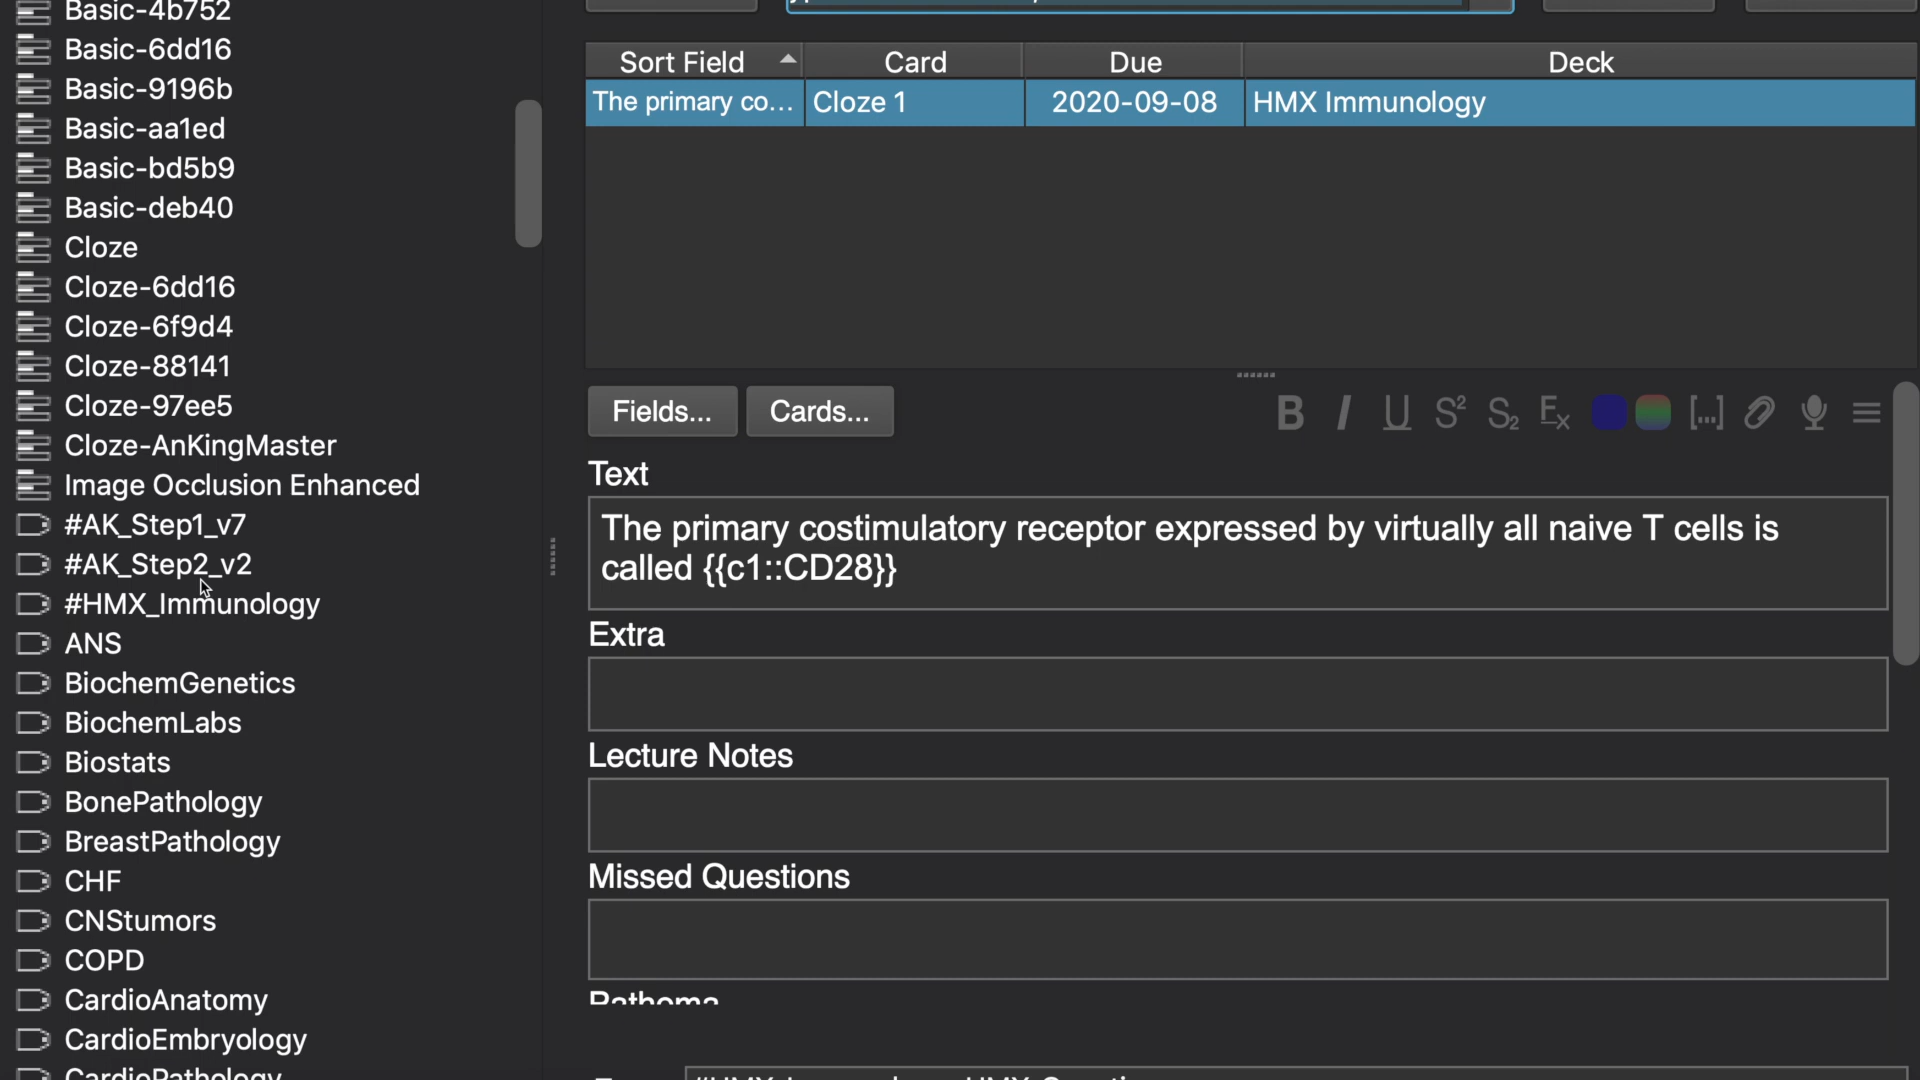 Basic-4b752
Basic-6dd16
Basic-9196b
Basic-aa1ed
Basic-bd5b9
Basic-deb40
Cloze
Cloze-6dd16
Cloze-6f9d4
Cloze-88141
Cloze-97ee5
Cloze-AnKingMaster
Image Occlusion Enhanced
#AK_Step1_v7
#AK_Step2_v2
#HMX_Immunology
ANS
BiochemGenetics
BiochemLabs
Biostats
BonePathology
BreastPathology
CHF
CNStumors
COPD
CardioAnatomy
CardioEmbryology
CardioPathology
Sort Field Card Due Deck
The primary co... Cloze 1 2020-09-08 HMX Immunology
Fields... Cards...
B I U S² S₂ Fx [...]
Text
The primary costimulatory receptor expressed by virtually all naive T cells is
called {{c1::CD28}}
Extra
Lecture Notes
Missed Questions
Pathoma